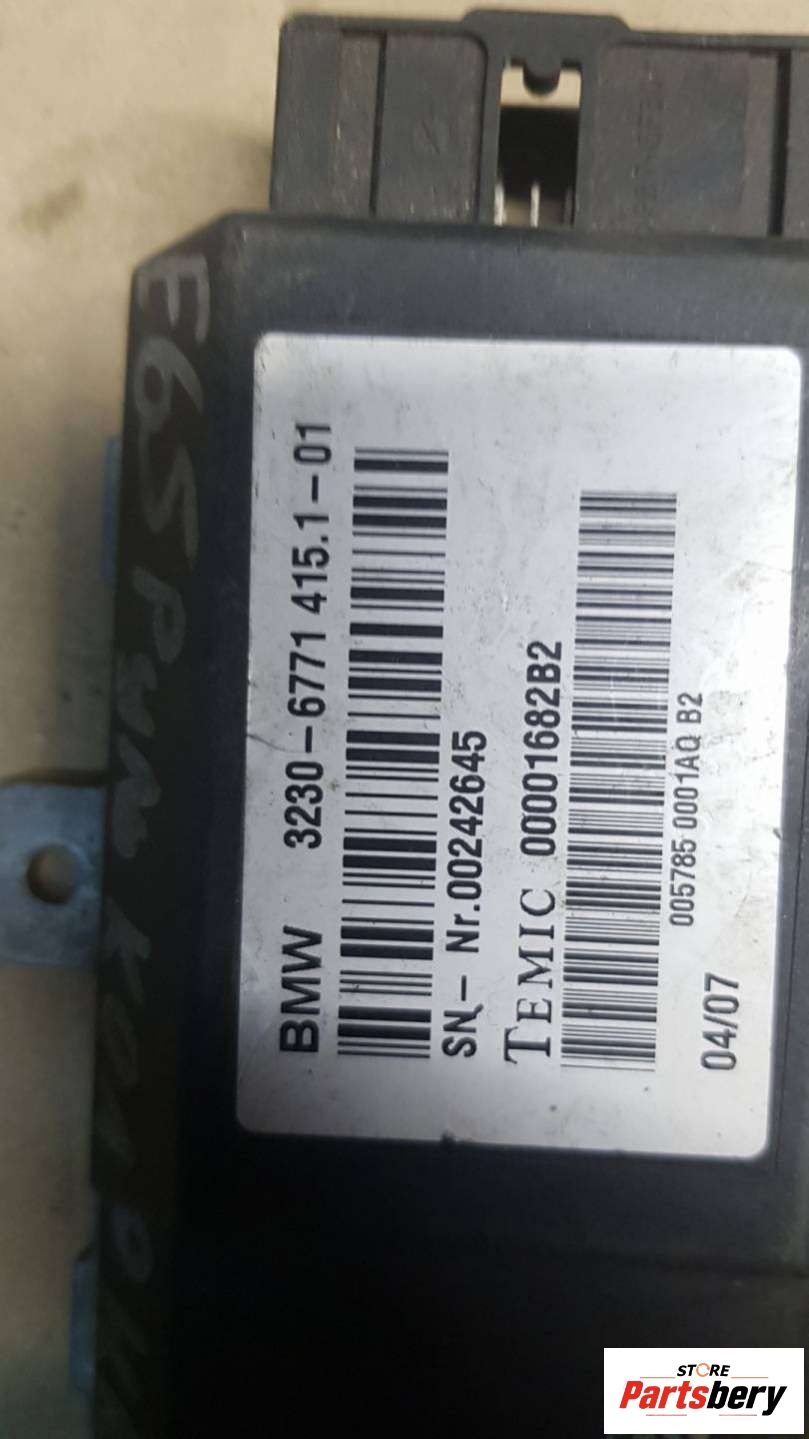 BMW 3230-6771 415.1-01
SN- Nr.00242645
TEMIC 00001682B2
005785 0001AQ B2
04/07
E65
STORE
Partsbery